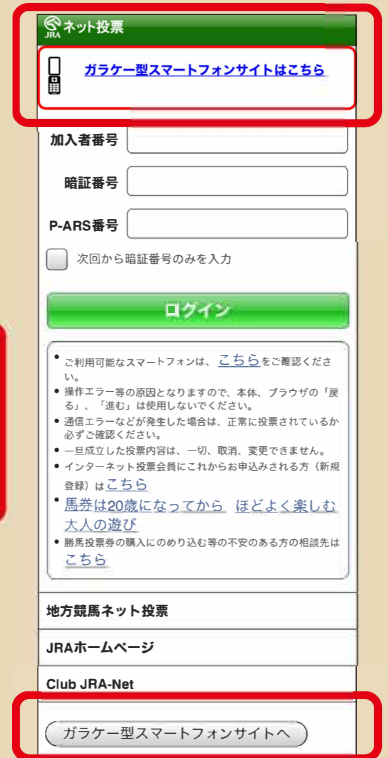 JRA ネット投票
ガラケー型スマートフォンサイトはこちら
加入者番号
暗証番号
P-ARS番号
次回から暗証番号のみを入力
ログイン
• ご利用可能なスマートフォンは、こちらをご確認くださ
い。
• 操作エラー等の原因となりますので、本体、ブラウザの「戻
る」、「進む」は使用しないでください。
• 通信エラーなどが発生した場合は、正常に投票されているか
必ずご確認ください。
• 一旦成立した投票内容は、一切、取消、変更できません。
• インターネット投票会員にこれからお申込みされる方（新規
登録）はこちら
• 馬券は20歳になってから ほどよく楽しむ
大人の遊び
• 勝馬投票券の購入にのめり込む等の不安のある方の相談先は
こちら
地方競馬ネット投票
JRAホームページ
Club JRA-Net
ガラケー型スマートフォンサイトへ